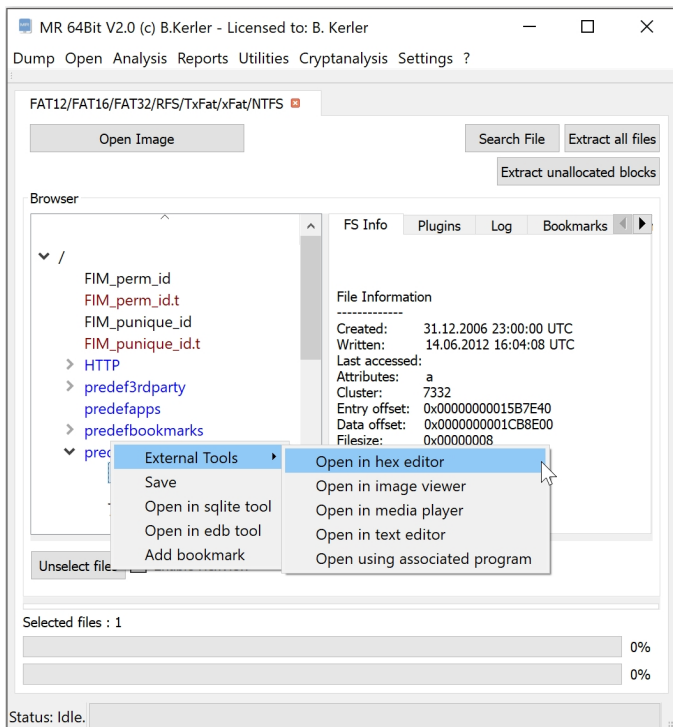 MR 64Bit V2.0 (c) B.Kerler - Licensed to: B. Kerler
Dump Open Analysis Reports Utilities Cryptanalysis Settings ?
FAT12/FAT16/FAT32/RFS/TxFat/xFat/NTFS
Open Image
Search File
Extract all files
Extract unallocated blocks
Browser
/
FIM_perm_id
FIM_perm_id.t
FIM_punique_id
FIM_punique_id.t
HTTP
predef3rdparty
predefapps
predefbookmarks
FS Info
Plugins
Log
Bookmarks
File Information
-------------
Created: 31.12.2006 23:00:00 UTC
Written: 14.06.2012 16:04:08 UTC
Last accessed:
Attributes: a
Cluster: 7332
Entry offset: 0x00000000015B7E40
Data offset: 0x0000000001CB8E00
Filesize: 0x00000008
External Tools
Save
Open in sqlite tool
Open in edb tool
Add bookmark
Open in hex editor
Open in image viewer
Open in media player
Open in text editor
Open using associated program
Unselect files
Selected files : 1
0%
0%
Status: Idle.